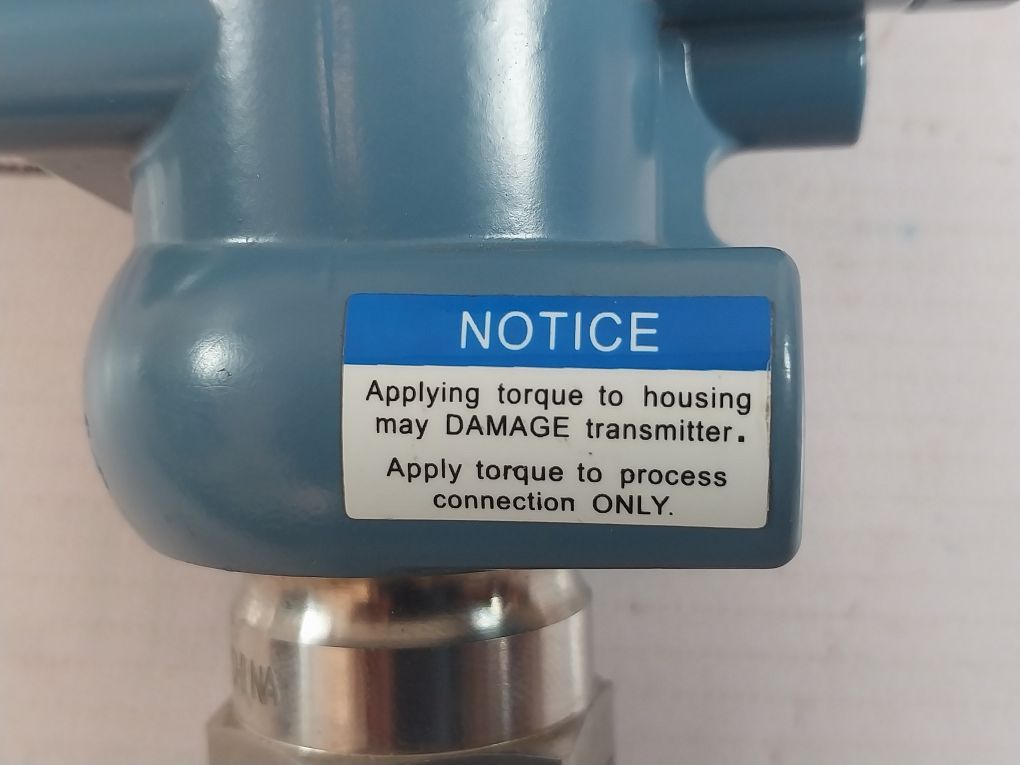 NOTICE
Applying torque to housing
may DAMAGE transmitter.
Apply torque to process
connection ONLY.